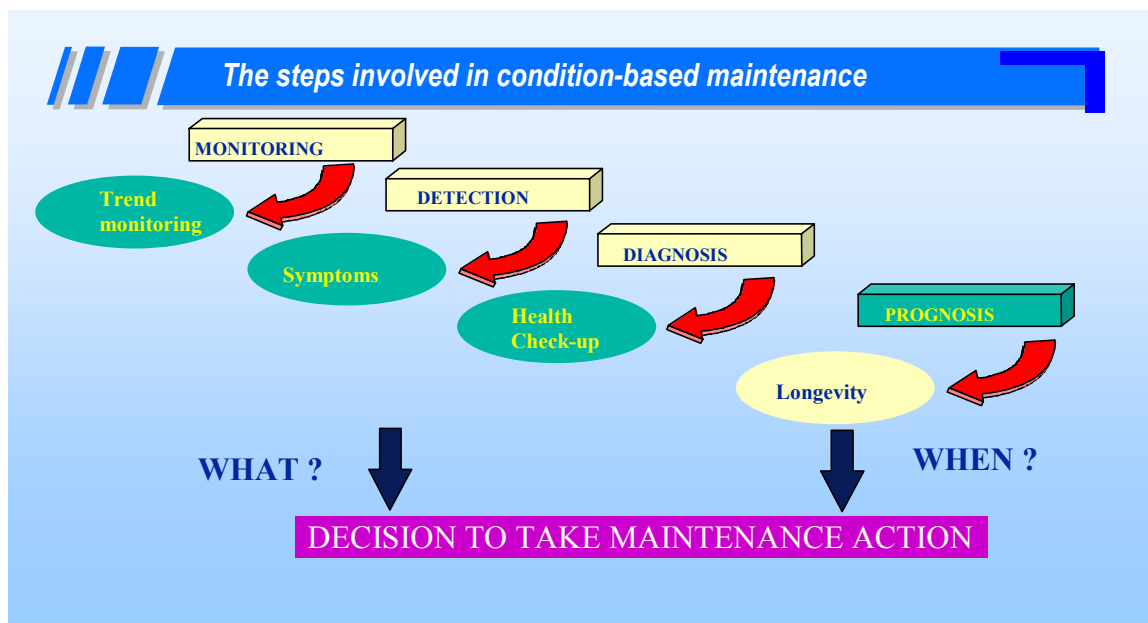 The steps involved in condition-based maintenance
MONITORING
Trend
monitoring
DETECTION
Symptoms
DIAGNOSIS
Health
Check-up
PROGNOSIS
Longevity
WHAT ?
WHEN ?
DECISION TO TAKE MAINTENANCE ACTION